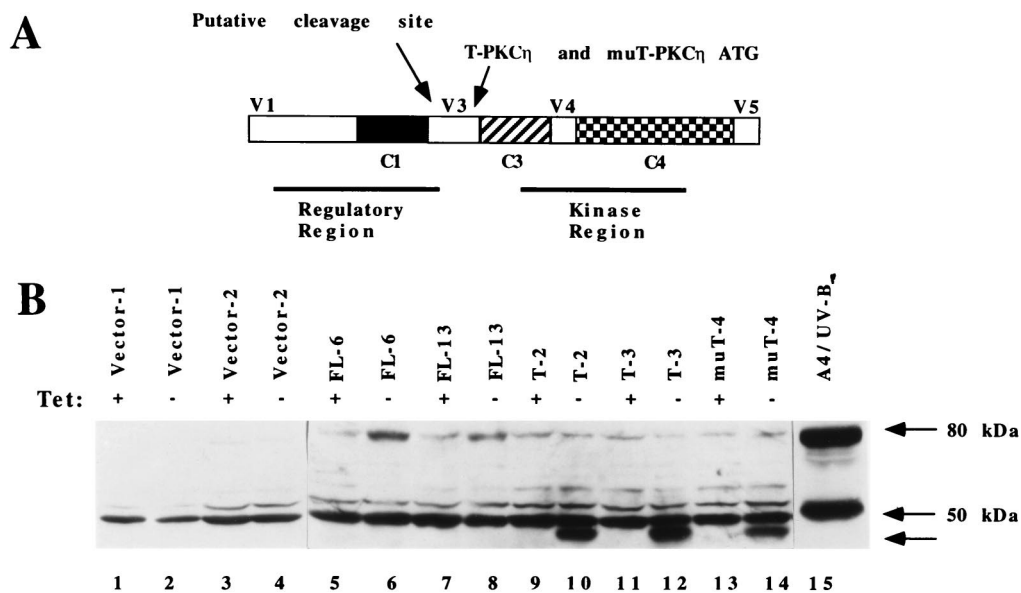 A
Putative cleavage site
T-PKCη and muT-PKCη ATG
V1 V3 V4 V5
C1 C3 C4
Regulatory Region
Kinase Region
B
Vector-1 Vector-1 Vector-2 Vector-2 FL-6 FL-6 FL-13 FL-13 T-2 T-2 T-3 T-3 muT-4 muT-4 A4/UV-B
Tet: + - + - + - + - + - + - + -
80 kDa
50 kDa
1 2 3 4 5 6 7 8 9 10 11 12 13 14 15